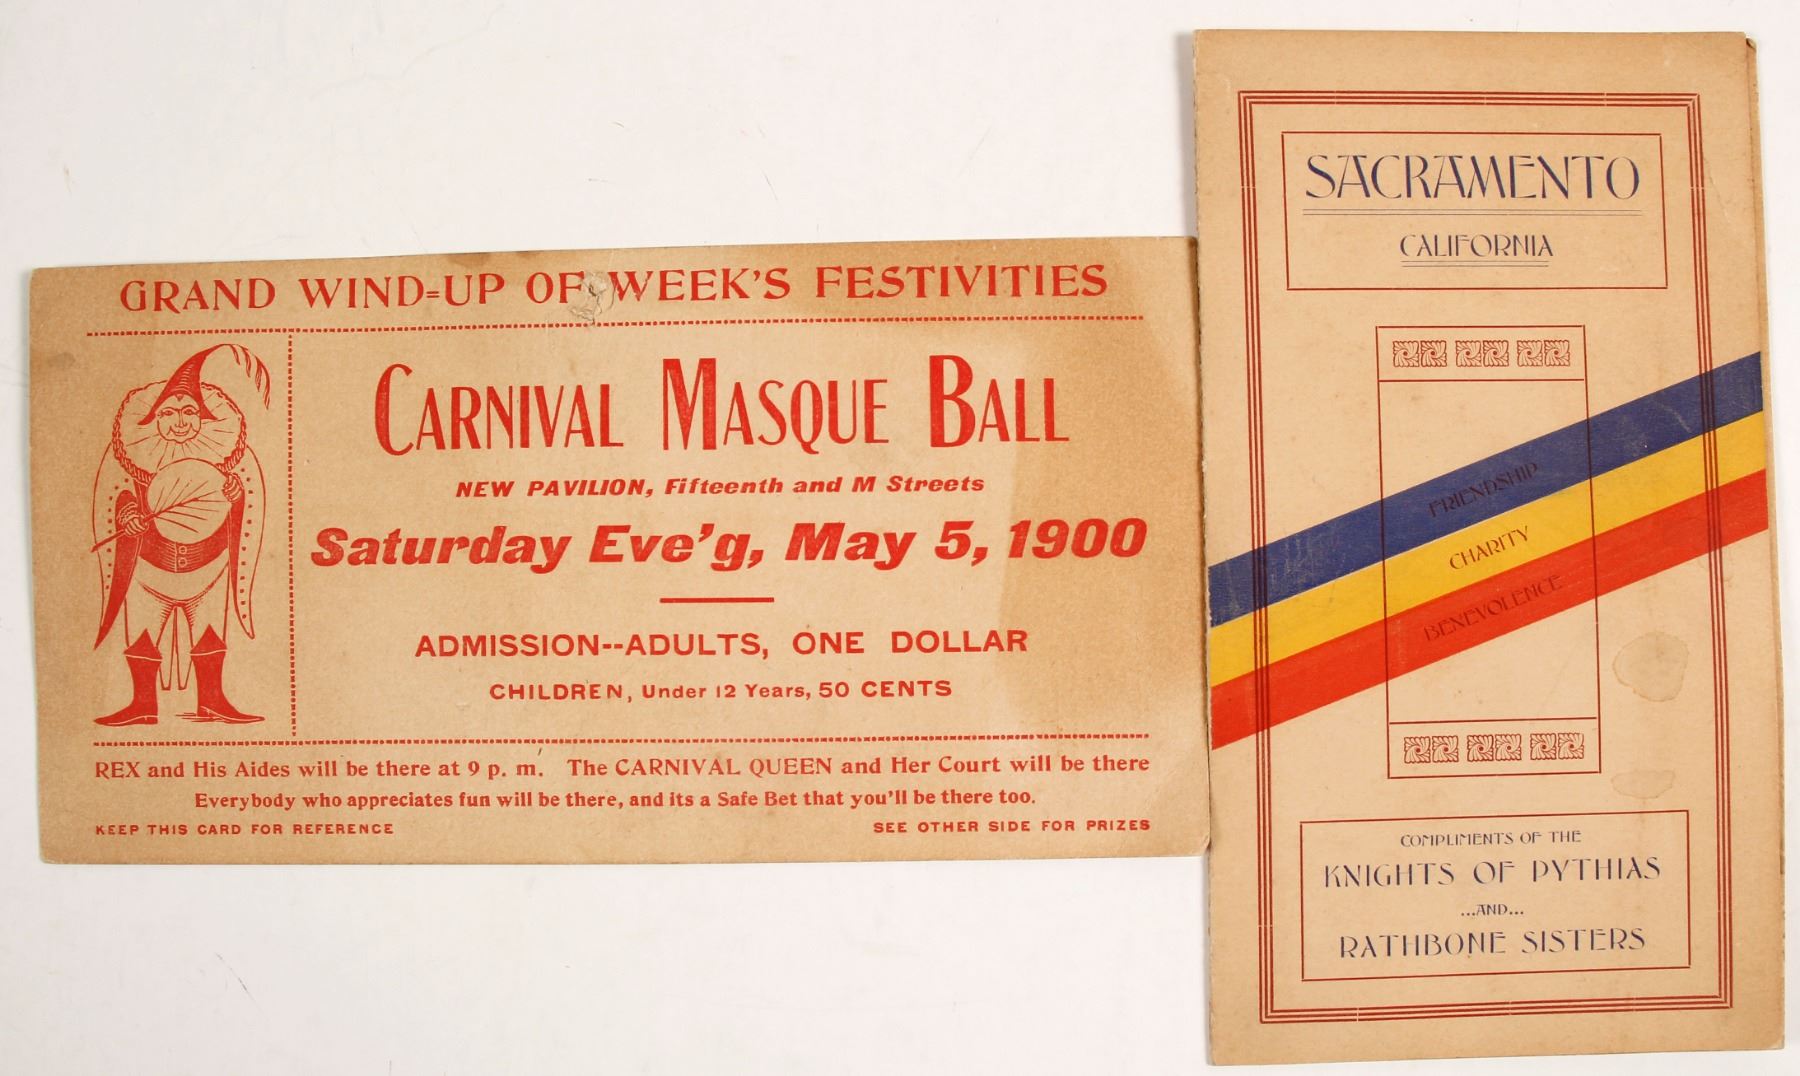 GRAND WIND=UP OF WEEK'S FESTIVITIES
CARNIVAL MASQUE BALL
NEW PAVILION, Fifteenth and M Streets
Saturday Eve'g, May 5, 1900
ADMISSION--ADULTS, ONE DOLLAR
CHILDREN, Under 12 Years, 50 CENTS
REX and His Aides will be there at 9 p. m. The CARNIVAL QUEEN and Her Court will be there
Everybody who appreciates fun will be there, and its a Safe Bet that you'll be there too.
KEEP THIS CARD FOR REFERENCE
SEE OTHER SIDE FOR PRIZES
SACRAMENTO
CALIFORNIA
FRIENDSHIP
CHARITY
BENEVOLENCE
COMPLIMENTS OF THE
KNIGHTS OF PYTHIAS
...AND...
RATHBONE SISTERS